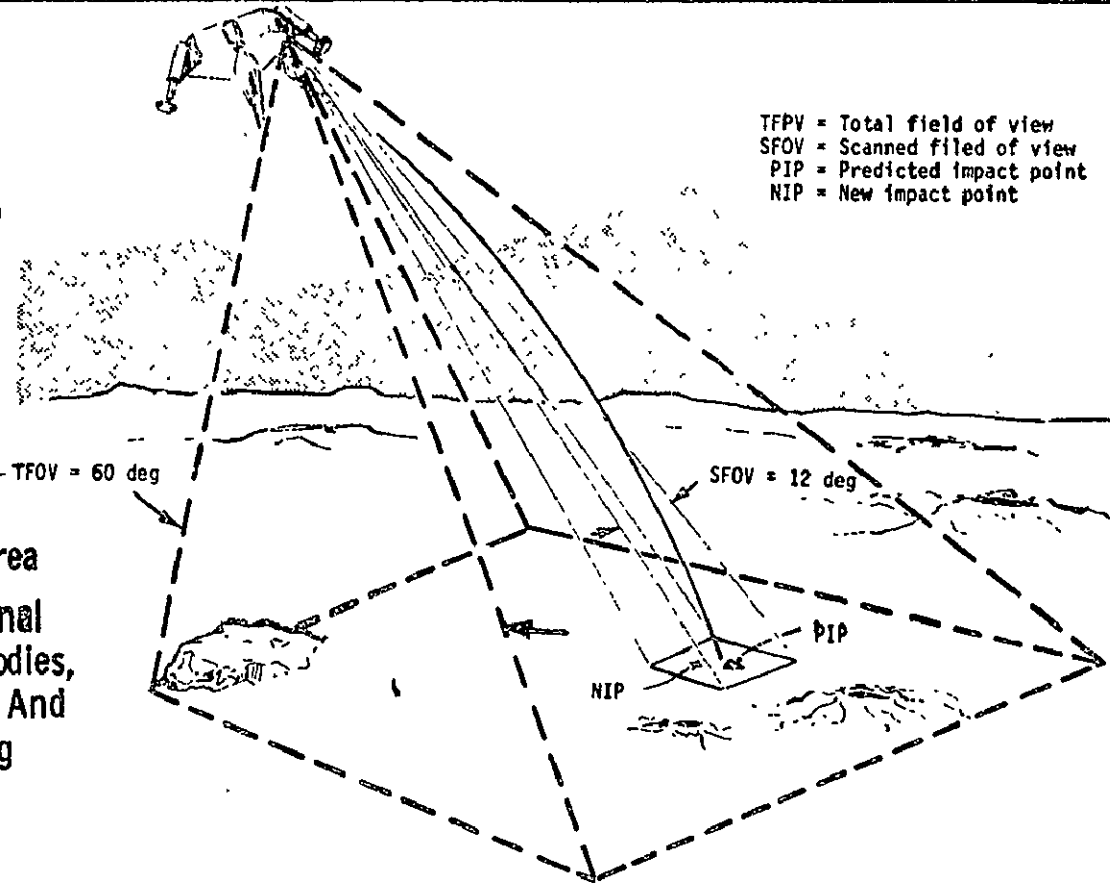 TFPV = Total field of view
SFOV = Scanned filed of view
PIP = Predicted impact point
NIP = New impact point
TFOV = 60 deg
SFOV = 12 deg
PIP
NIP
rea
nal
odies,
And
g